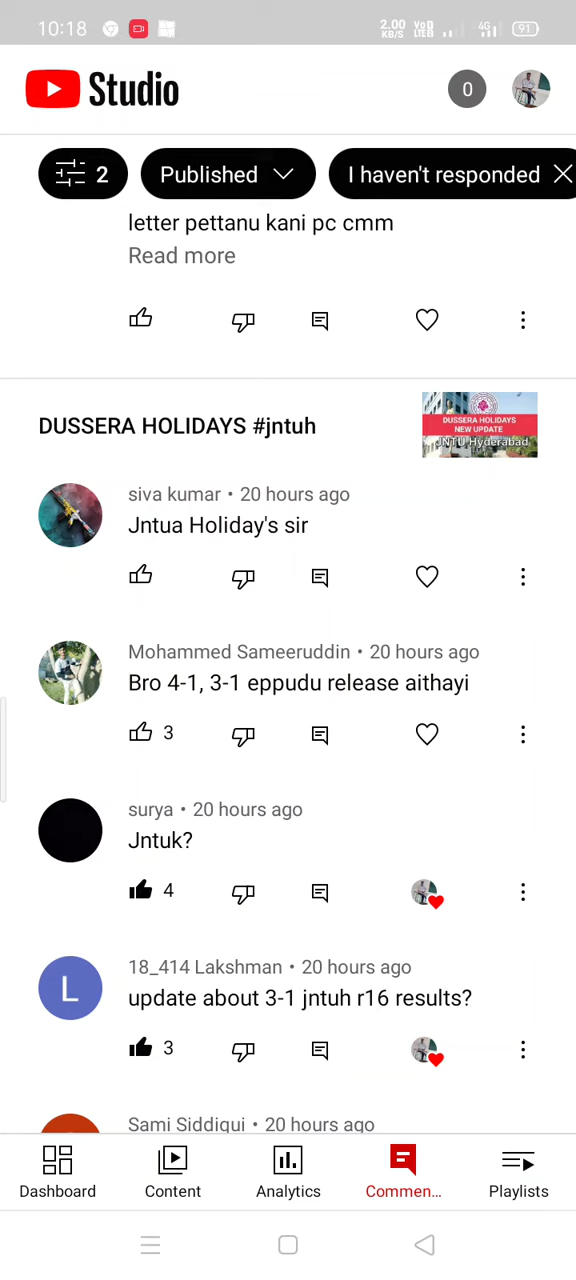 10:18
2.00 KB/S
Vo LTE
4G
91
Studio
0
2
Published
I haven't responded
letter pettanu kani pc cmm
Read more
DUSSERA HOLIDAYS #jntuh
DUSSERA HOLIDAYS
NEW UPDATE
JNTU Hyderabad
siva kumar • 20 hours ago
Jntua Holiday's sir
Mohammed Sameeruddin • 20 hours ago
Bro 4-1, 3-1 eppudu release aithayi
3
surya • 20 hours ago
Jntuk?
4
L
18_414 Lakshman • 20 hours ago
update about 3-1 jntuh r16 results?
3
Sami Siddiqui • 20 hours ago
Dashboard
Content
Analytics
Commen...
Playlists